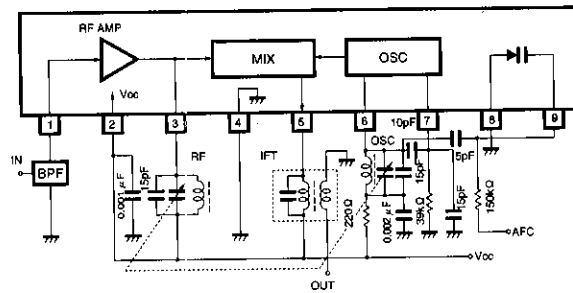 RF AMP
MIX
OSC
Vcc
1 2 3 4 5 6 7 8 9
10pF
IN
BPF
0.001μF
15pF
RF
IFT
220Ω
OSC
0.002μF
15pF
39kΩ
15pF
5pF
150kΩ
AFC
Vcc
OUT